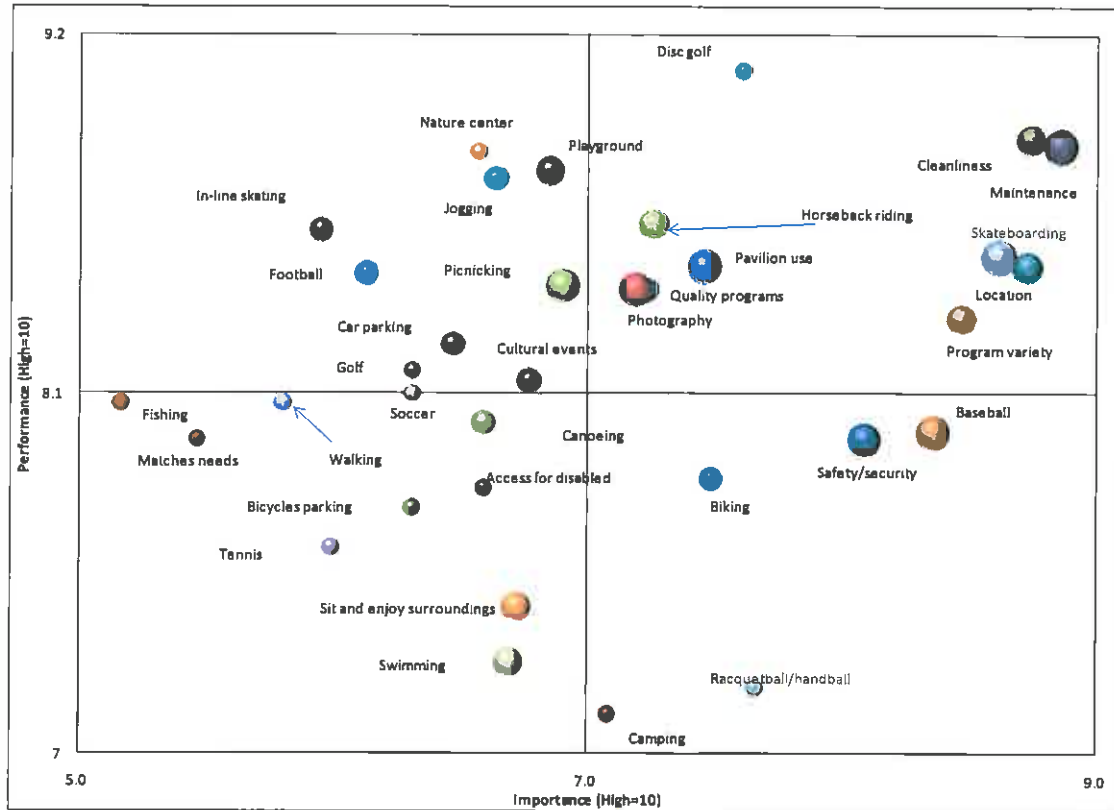 9.2
Disc golf
Nature center
Playground
Cleanliness
Maintenance
In-line skating
Jogging
Horseback riding
Skateboarding
Football
Picnicking
Pavilion use
Quality programs
Location
Photography
Car parking
Cultural events
Program variety
Golf
8.1
Fishing
Soccer
Baseball
Canoeing
Matches needs
Walking
Safety/security
Access for disabled
Bicycles parking
Biking
Tennis
Sit and enjoy surroundings
Swimming
Racquetball/handball
Camping
7
5.0
7.0
9.0
Importance (High=10)
Performance (High=10)